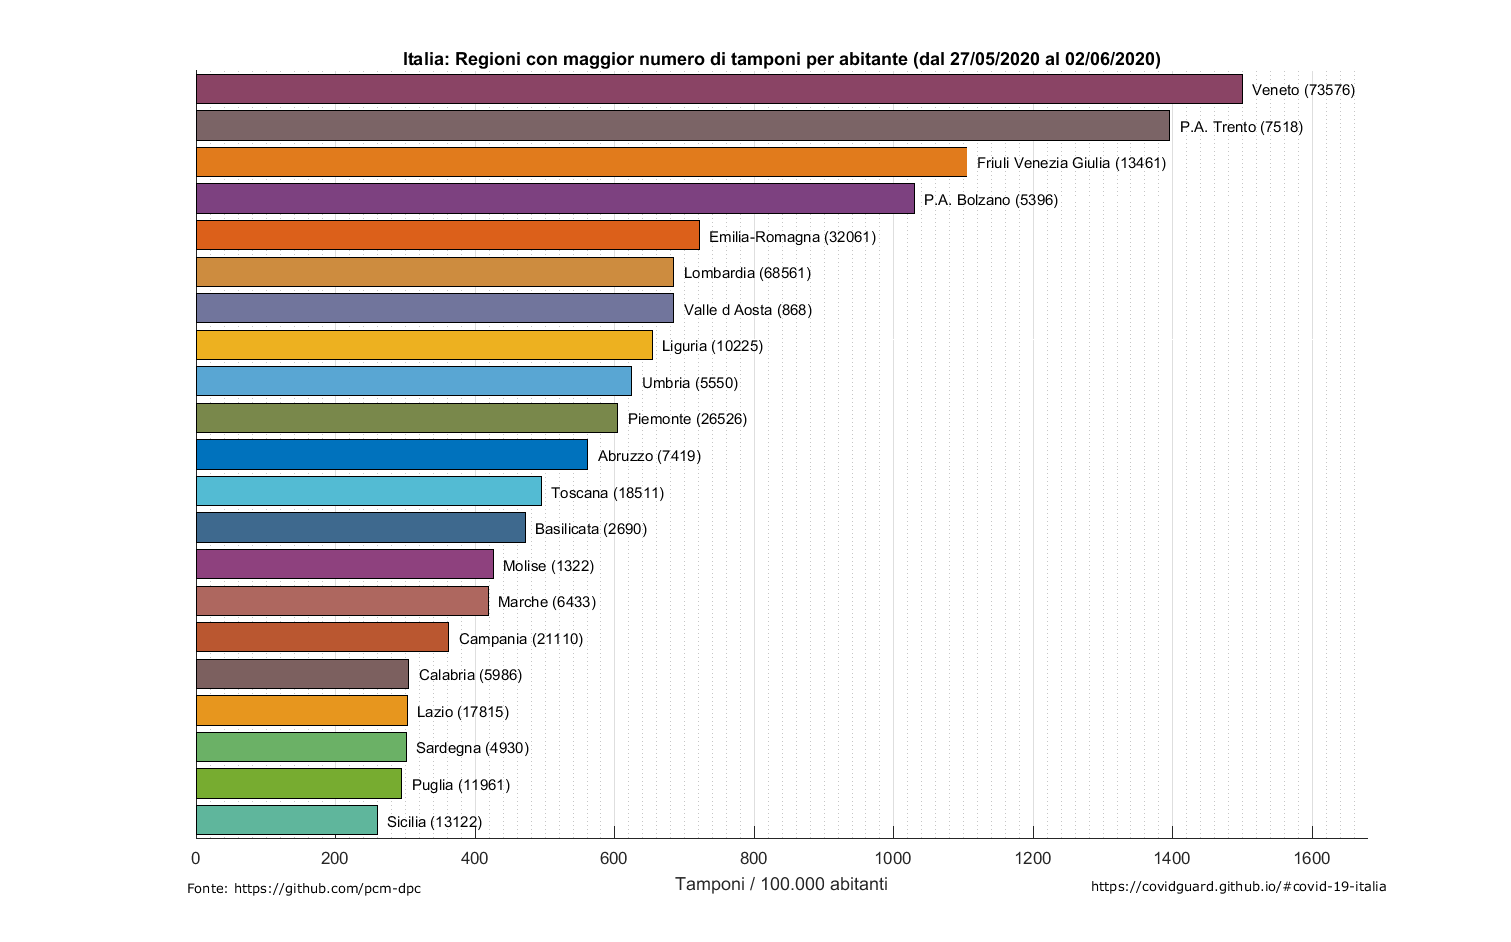 Italia: Regioni con maggior numero di tamponi per abitante (dal 27/05/2020 al 02/06/2020)
Veneto (73576)
P.A. Trento (7518)
Friuli Venezia Giulia (13461)
P.A. Bolzano (5396)
Emilia-Romagna (32061)
Lombardia (68561)
Valle d Aosta (868)
Liguria (10225)
Umbria (5550)
Piemonte (26526)
Abruzzo (7419)
Toscana (18511)
Basilicata (2690)
Molise (1322)
Marche (6433)
Campania (21110)
Calabria (5986)
Lazio (17815)
Sardegna (4930)
Puglia (11961)
Sicilia (13122)
0 200 400 600 800 1000 1200 1400 1600
Tamponi / 100.000 abitanti
Fonte: https://github.com/pcm-dpc
https://covidguard.github.io/#covid-19-italia